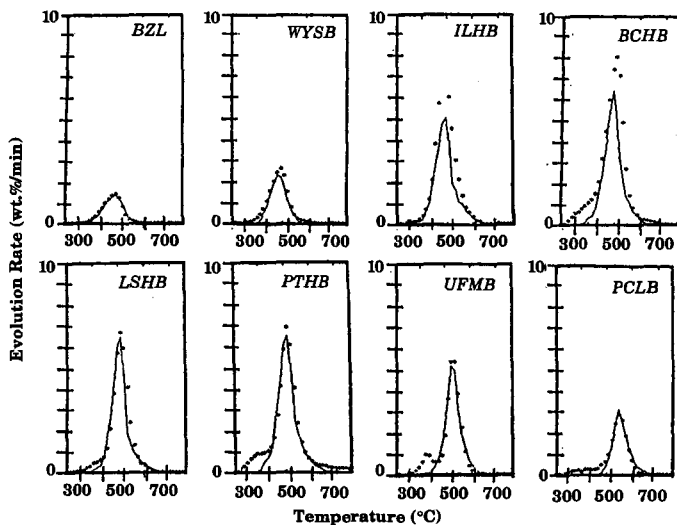 10 BZL
0
300 500 700
10 WYSB
0
300 500 700
10 ILHB
0
300 500 700
10 BCHB
0
300 500 700
Evolution Rate (wt.%/min)
10 LSHB
0
300 500 700
10 PTHB
0
300 500 700
10 UFMB
0
300 500 700
10 PCLB
0
300 500 700
Temperature (°C)